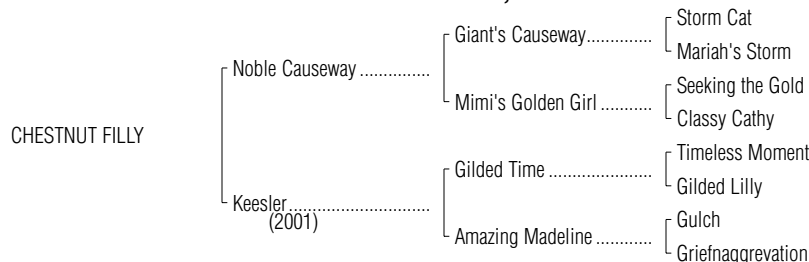 Storm Cat
Giant's Causeway..............
Mariah's Storm
Noble Causeway ...............
Seeking the Gold
Mimi's Golden Girl ...........
Classy Cathy
CHESTNUT FILLY
Timeless Moment
Gilded Time ......................
Gilded Lilly
Keesler..............................
(2001)
Gulch
Amazing Madeline ............
Griefnaggrevation